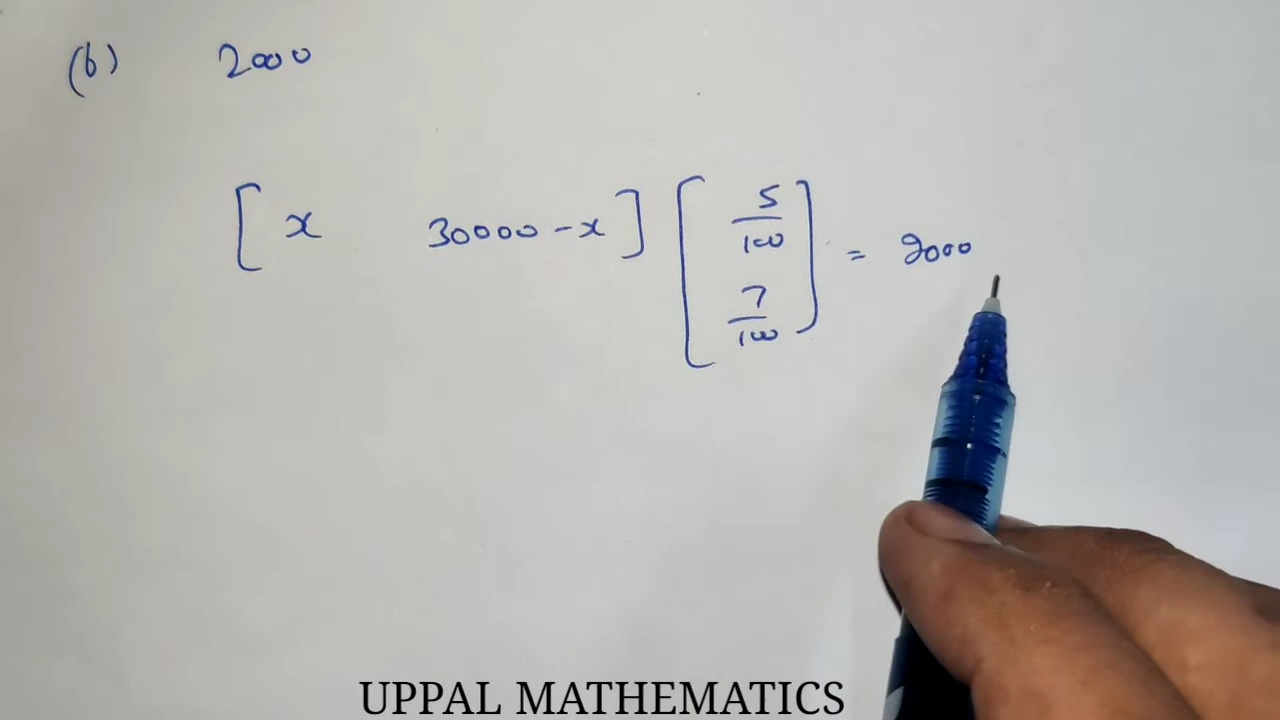 (b) 2000
[ x 30000 - x ] [ 5/100 7/100 ] = 2000
UPPAL MATHEMATICS